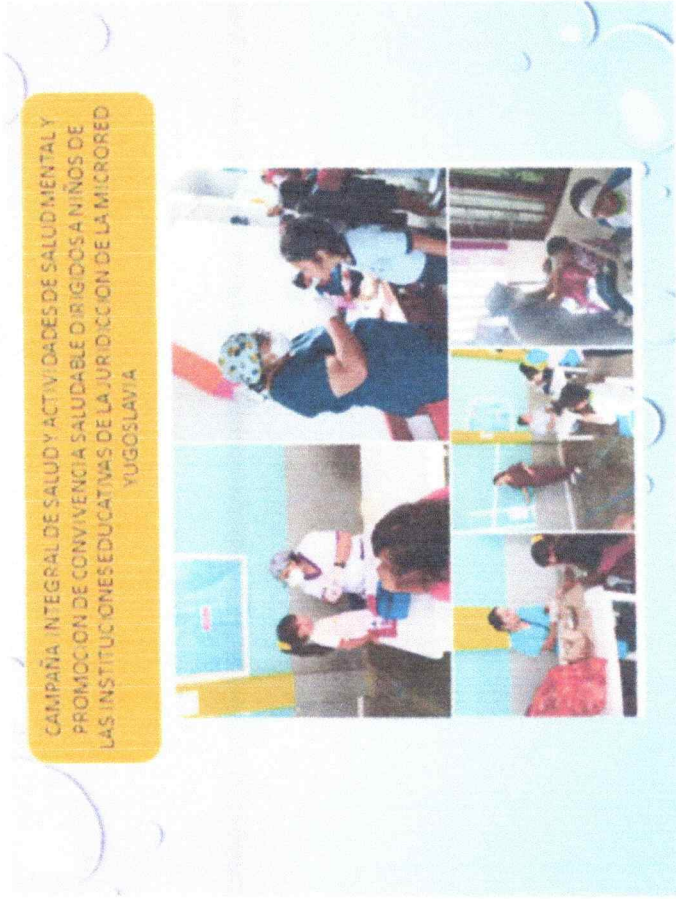 CAMPAÑA INTEGRAL DE SALUD Y ACTIVIDADES DE SALUD MENTAL Y
PROMOCION DE CONVIVENCIA SALUDABLE DIRIGIDOS A NIÑOS DE
LAS INSTITUCIONES EDUCATIVAS DE LA JURIDICCION DE LA MICRORED
YUGOSLAVIA